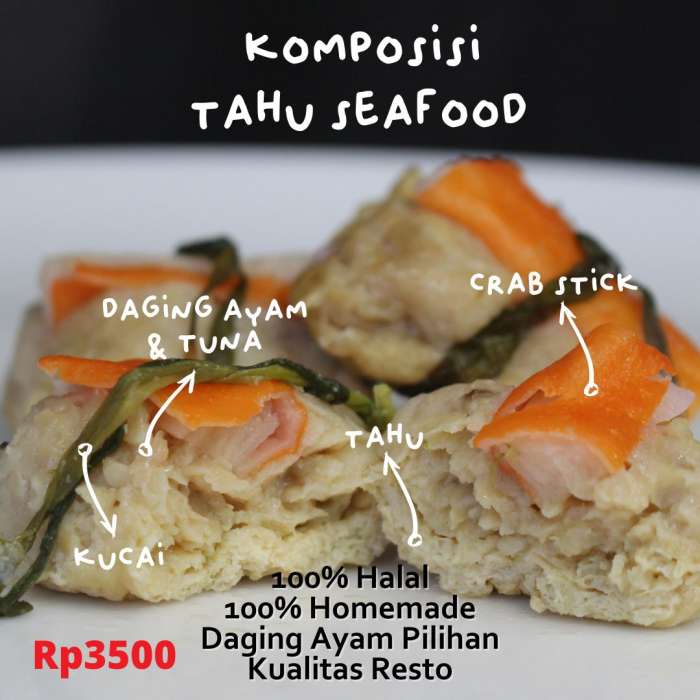 KOMPOSISI
TAHU SEAFOOD
CRAB STICK
DAGING AYAM
& TUNA
TAHU
KUCAI
100% Halal
100% Homemade
Daging Ayam Pilihan
Kualitas Resto
Rp3500